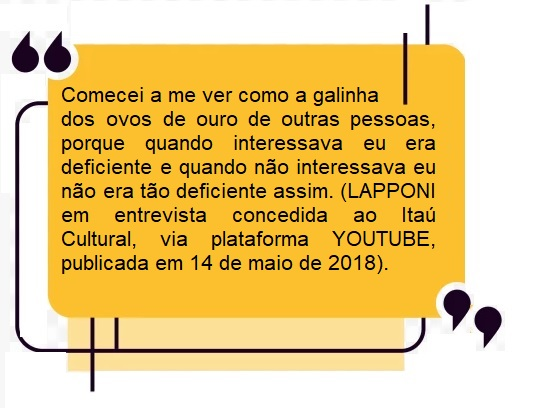 Comecei a me ver como a galinha
dos ovos de ouro de outras pessoas,
porque quando interessava eu era
deficiente e quando não interessava eu
não era tão deficiente assim. (LAPPONI
em entrevista concedida ao Itaú
Cultural, via plataforma YOUTUBE,
publicada em 14 de maio de 2018).